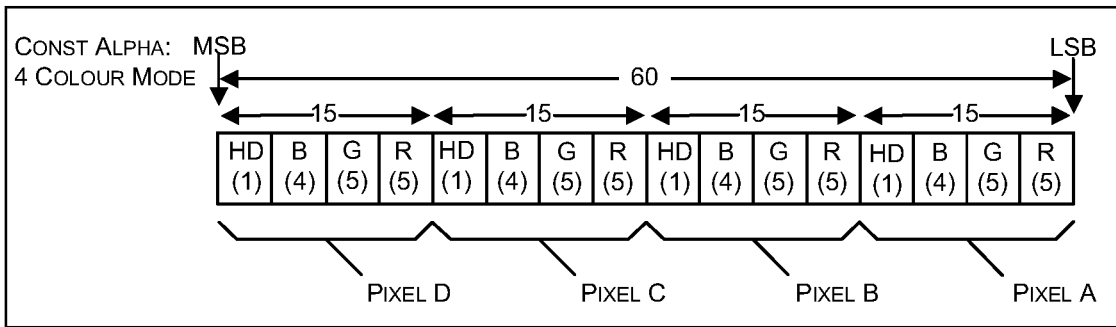 CONST ALPHA: MSB LSB
4 COLOUR MODE 60
15 15 15 15
HD B G R HD B G R HD B G R HD B G R
(1) (4) (5) (5) (1) (4) (5) (5) (1) (4) (5) (5) (1) (4) (5) (5)
PIXEL D PIXEL C PIXEL B PIXEL A